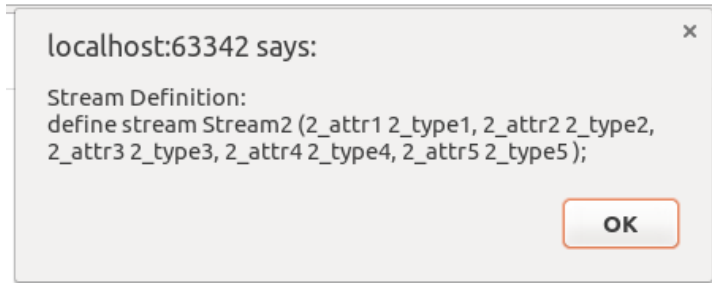 localhost:63342 says:
×
Stream Definition:
define stream Stream2 (2_attr1 2_type1, 2_attr2 2_type2,
2_attr3 2_type3, 2_attr4 2_type4, 2_attr5 2_type5 );
OK